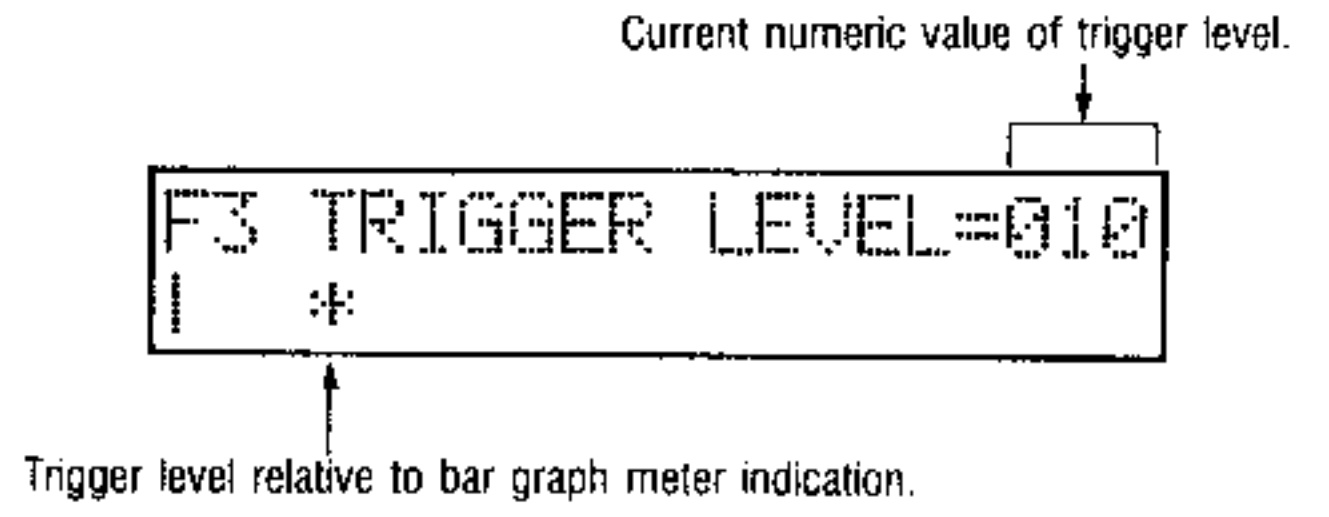 Current numeric value of trigger level.
F3 TRIGGER LEVEL=010
| *
Trigger level relative to bar graph meter indication.